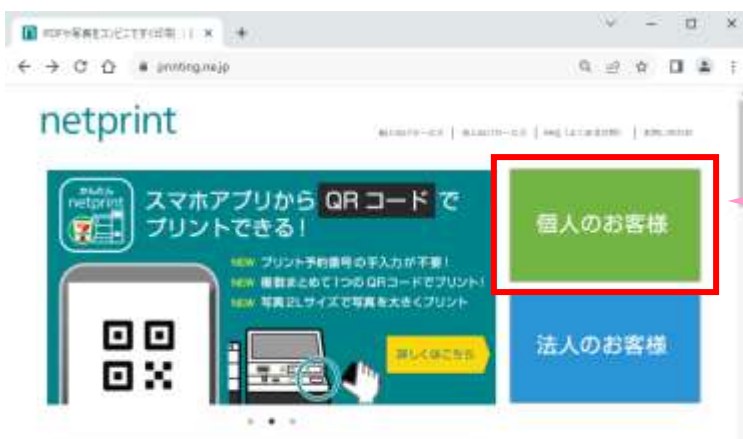 printing.ne.jp
netprint
かんたん
netprint
スマホアプリから QRコード で
プリントできる！
NEW プリント予約番号の手入力が不要！
NEW 複数まとめて1つのQRコードでプリント！
NEW 写真2Lサイズで写真を大きくプリント
詳しくはこちら
個人のお客様
法人のお客様